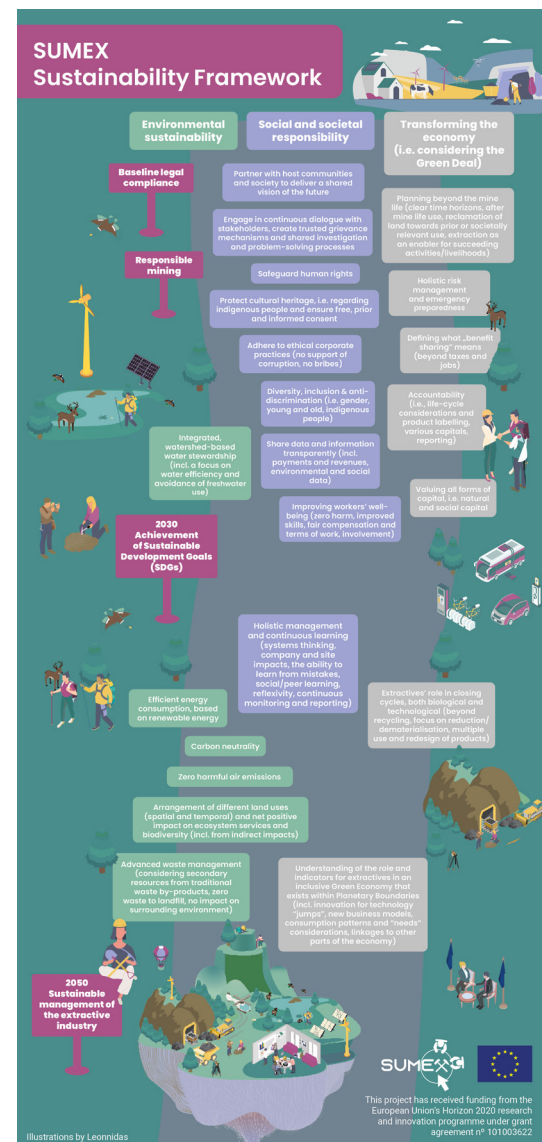 SUMEX
Sustainability Framework
Environmental
sustainability
Social and societal
responsibility
Transforming the
economy
(i.e. considering the
Green Deal)
Baseline legal
compliance
Partner with host communities
and society to deliver a shared
vision of the future
Planning beyond the mine
life (clear time horizons, after
mine life use, reclamation of
land towards prior or societally
relevant use, extraction as
an enabler for succeeding
activities/livelihoods)
Engage in continuous dialogue with
stakeholders, create trusted grievance
mechanisms and shared investigation
and problem-solving processes
Responsible
mining
Safeguard human rights
Holistic risk
management
and emergency
preparedness
Protect cultural heritage, i.e. regarding
indigenous people and ensure free, prior
and informed consent
Adhere to ethical corporate
practices (no support of
corruption, no bribes)
Defining what „benefit
sharing“ means
(beyond taxes and
jobs)
Diversity, inclusion & anti-
discrimination (i.e. gender,
young and old, indigenous
people)
Accountability
(i.e., life-cycle
considerations and
product labelling,
various capitals,
reporting)
Integrated,
watershed-based
water stewardship
(incl. a focus on
water efficiency and
avoidance of freshwater
use)
Share data and information
transparently (incl.
payments and revenues,
environmental and social
data)
Valuing all forms of
capital, i.e. natural
and social capital
Improving workers’ well-
being (zero harm, improved
skills, fair compensation and
terms of work, involvement)
2030
Achievement
of Sustainable
Development Goals
(SDGs)
Holistic management
and continuous learning
(systems thinking,
company and site
impacts, the ability to
learn from mistakes,
social/peer learning,
reflexivity, continuous
monitoring and reporting)
Efficient energy
consumption, based
on renewable energy
Extractives’ role in closing
cycles, both biological and
technological (beyond
recycling, focus on reduction/
dematerialisation, multiple
use and redesign of products)
Carbon neutrality
Zero harmful air emissions
Arrangement of different land uses
(spatial and temporal) and net positive
impact on ecosystem services and
biodiversity (incl. from indirect impacts)
Advanced waste management
(considering secondary
resources from traditional
waste by-products, zero
waste to landfill, no impact on
surrounding environment)
Understanding of the role and
indicators for extractives in an
inclusive Green Economy that
exists within Planetary Boundaries
(incl. innovation for technology
“jumps”, new business models,
consumption patterns and “needs”
considerations, linkages to other
parts of the economy)
2050
Sustainable
management of
the extractive
industry
SUMEX
This project has received funding from the
European Union's Horizon 2020 research
and innovation programme under grant
agreement nº 101003622
Illustrations by Leonnidas